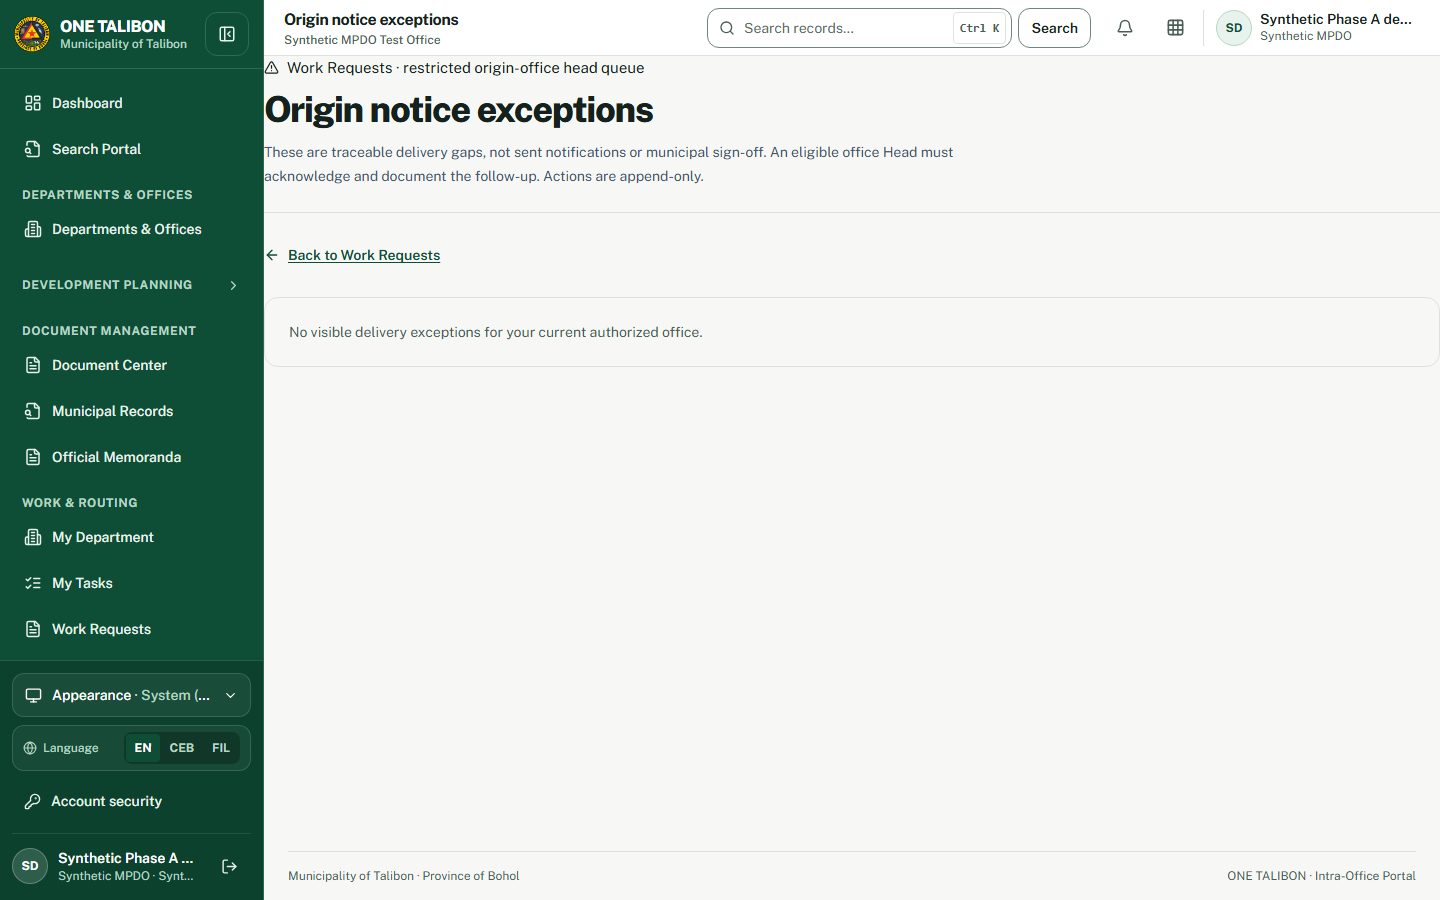 ONE TALIBON
Municipality of Talibon
Dashboard
Search Portal
DEPARTMENTS & OFFICES
Departments & Offices
DEVELOPMENT PLANNING
DOCUMENT MANAGEMENT
Document Center
Municipal Records
Official Memoranda
WORK & ROUTING
My Department
My Tasks
Work Requests
Appearance · System (...
Language EN CEB FIL
Account security
SD Synthetic Phase A ...
Synthetic MPDO · Synt...
Origin notice exceptions
Synthetic MPDO Test Office
Search records... Ctrl K Search
SD Synthetic Phase A de...
Synthetic MPDO
Work Requests · restricted origin-office head queue
Origin notice exceptions
These are traceable delivery gaps, not sent notifications or municipal sign-off. An eligible office Head must
acknowledge and document the follow-up. Actions are append-only.
Back to Work Requests
No visible delivery exceptions for your current authorized office.
Municipality of Talibon · Province of Bohol
ONE TALIBON · Intra-Office Portal